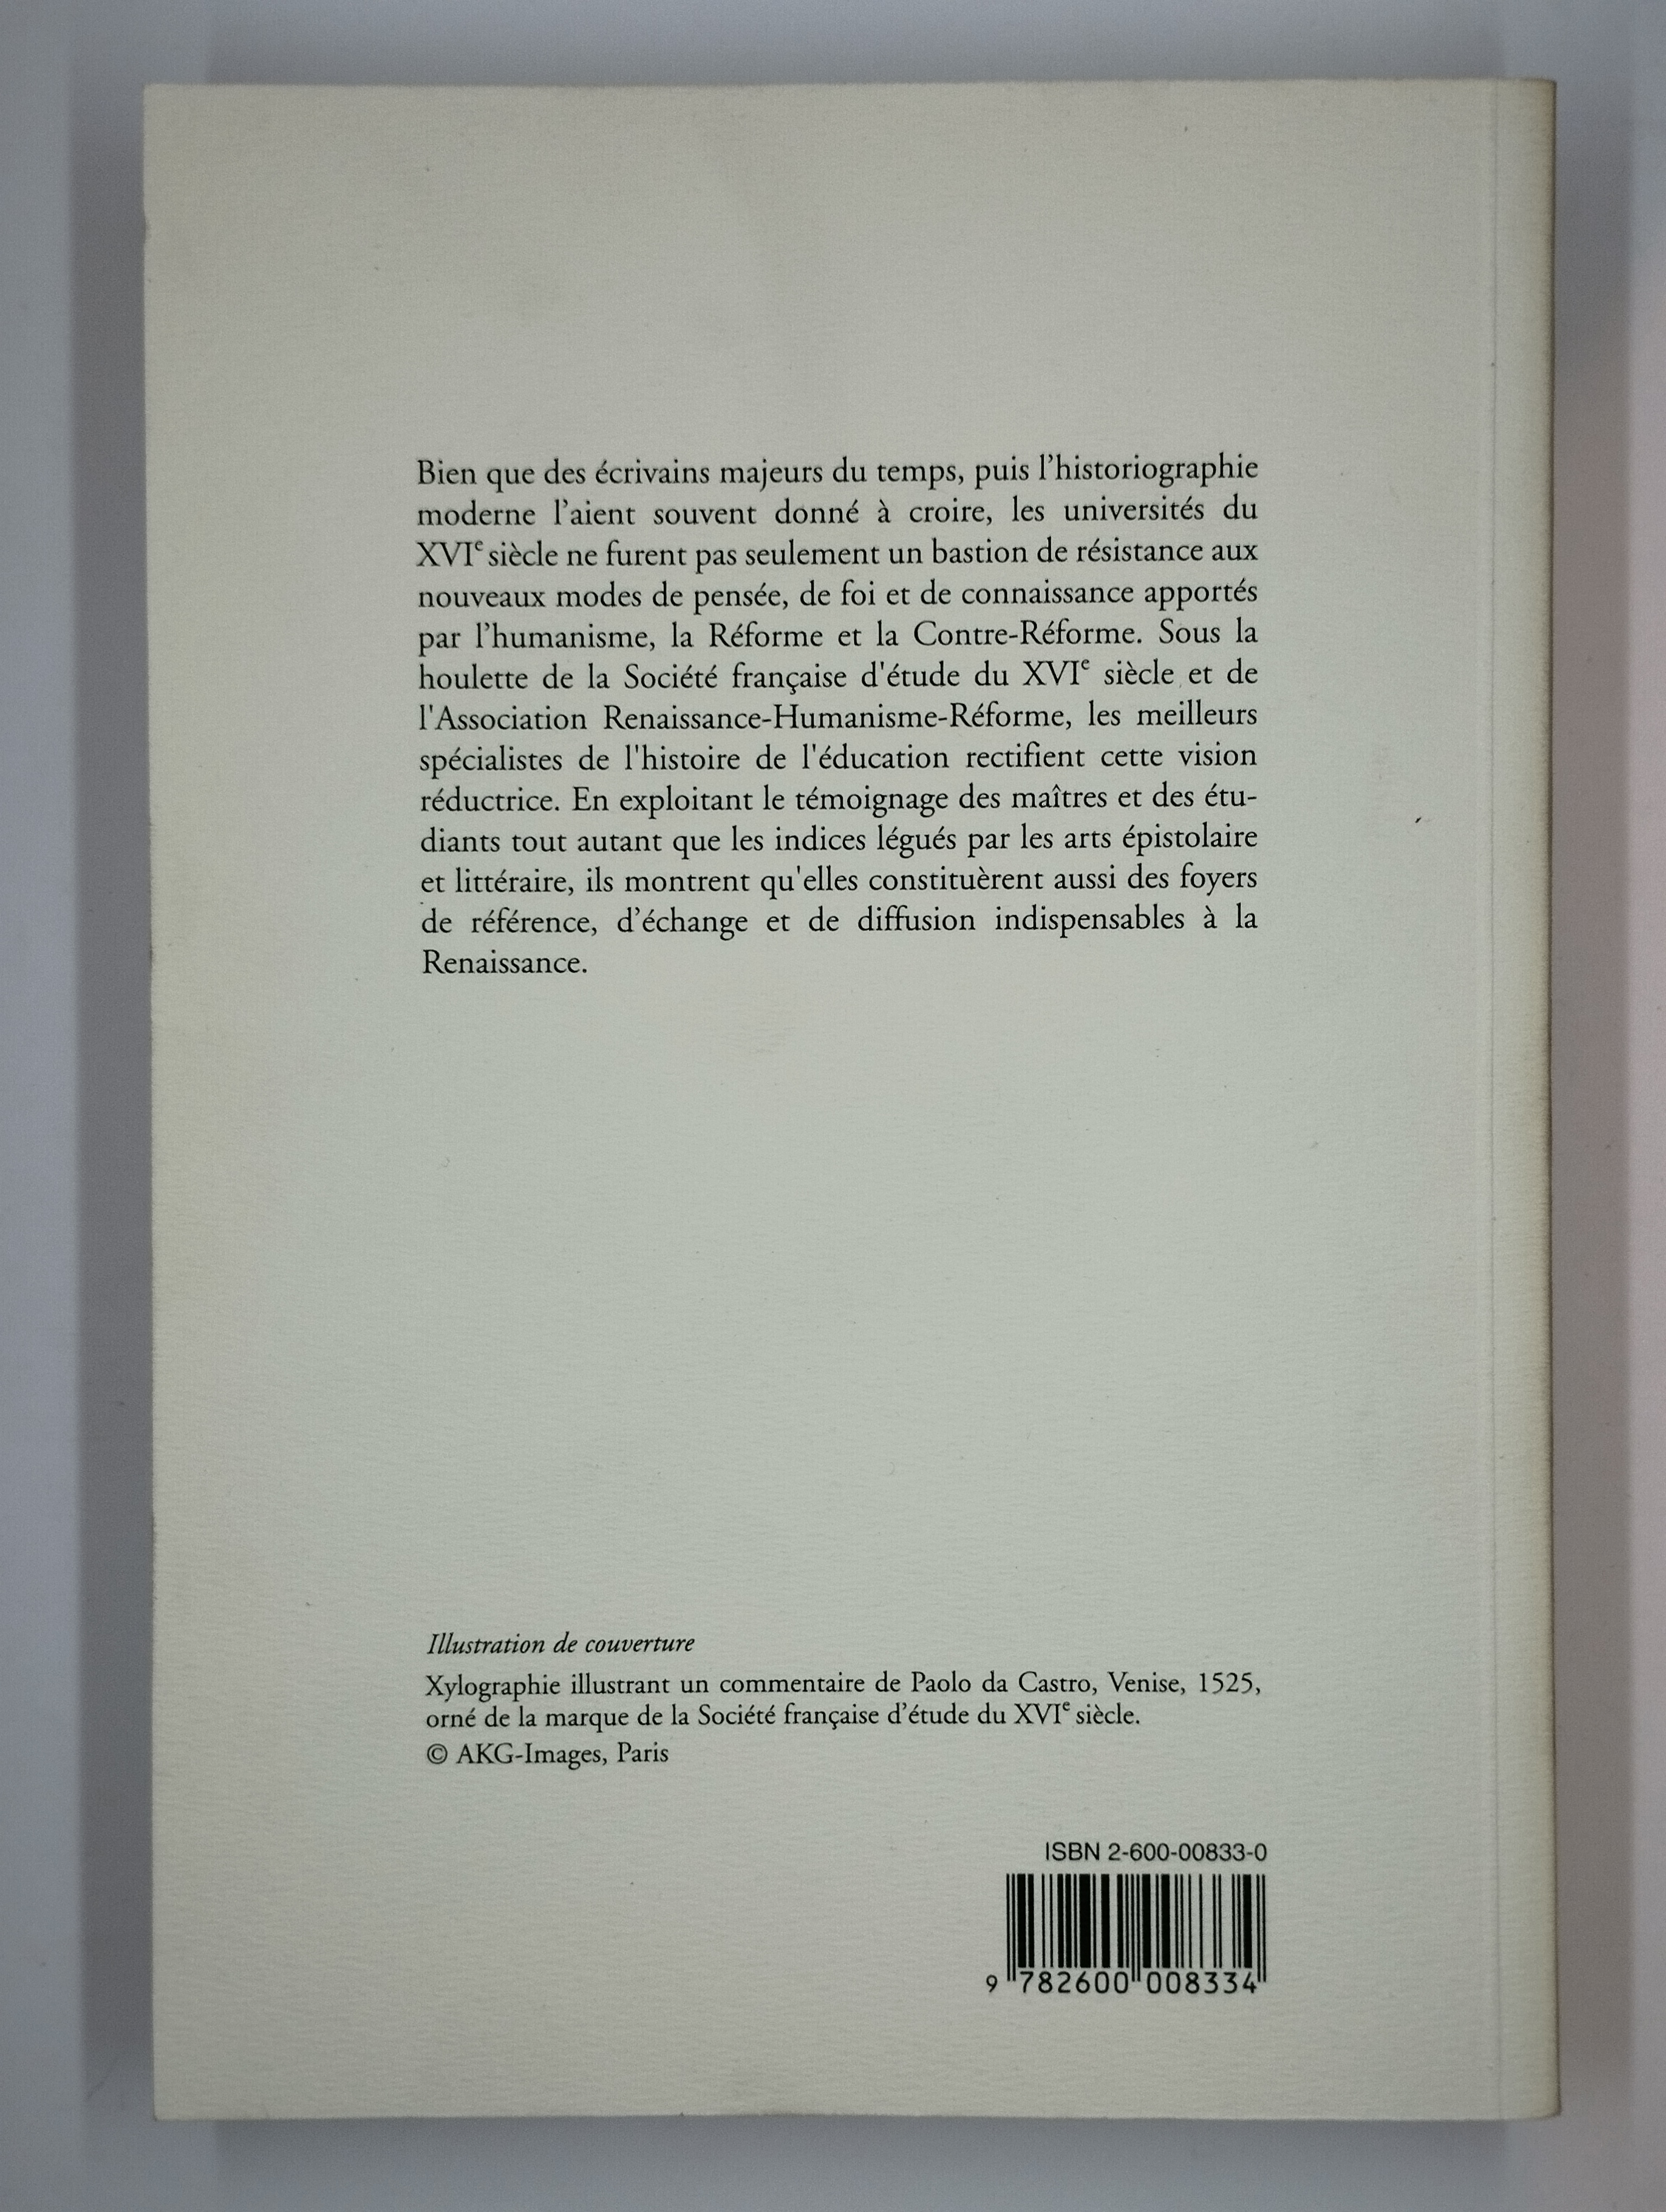 Bien que des écrivains majeurs du temps, puis l’historiographie
moderne l’aient souvent donné à croire, les universités du
XVIe siècle ne furent pas seulement un bastion de résistance aux
nouveaux modes de pensée, de foi et de connaissance apportés
par l’humanisme, la Réforme et la Contre-Réforme. Sous la
houlette de la Société française d'étude du XVIe siècle et de
l'Association Renaissance-Humanisme-Réforme, les meilleurs
spécialistes de l'histoire de l'éducation rectifient cette vision
réductrice. En exploitant le témoignage des maîtres et des étu-
diants tout autant que les indices légués par les arts épistolaire
et littéraire, ils montrent qu'elles constituèrent aussi des foyers
de référence, d’échange et de diffusion indispensables à la
Renaissance.
Illustration de couverture
Xylographie illustrant un commentaire de Paolo da Castro, Venise, 1525,
orné de la marque de la Société française d’étude du XVIe siècle.
© AKG-Images, Paris
ISBN 2-600-00833-0
9 782600 008334